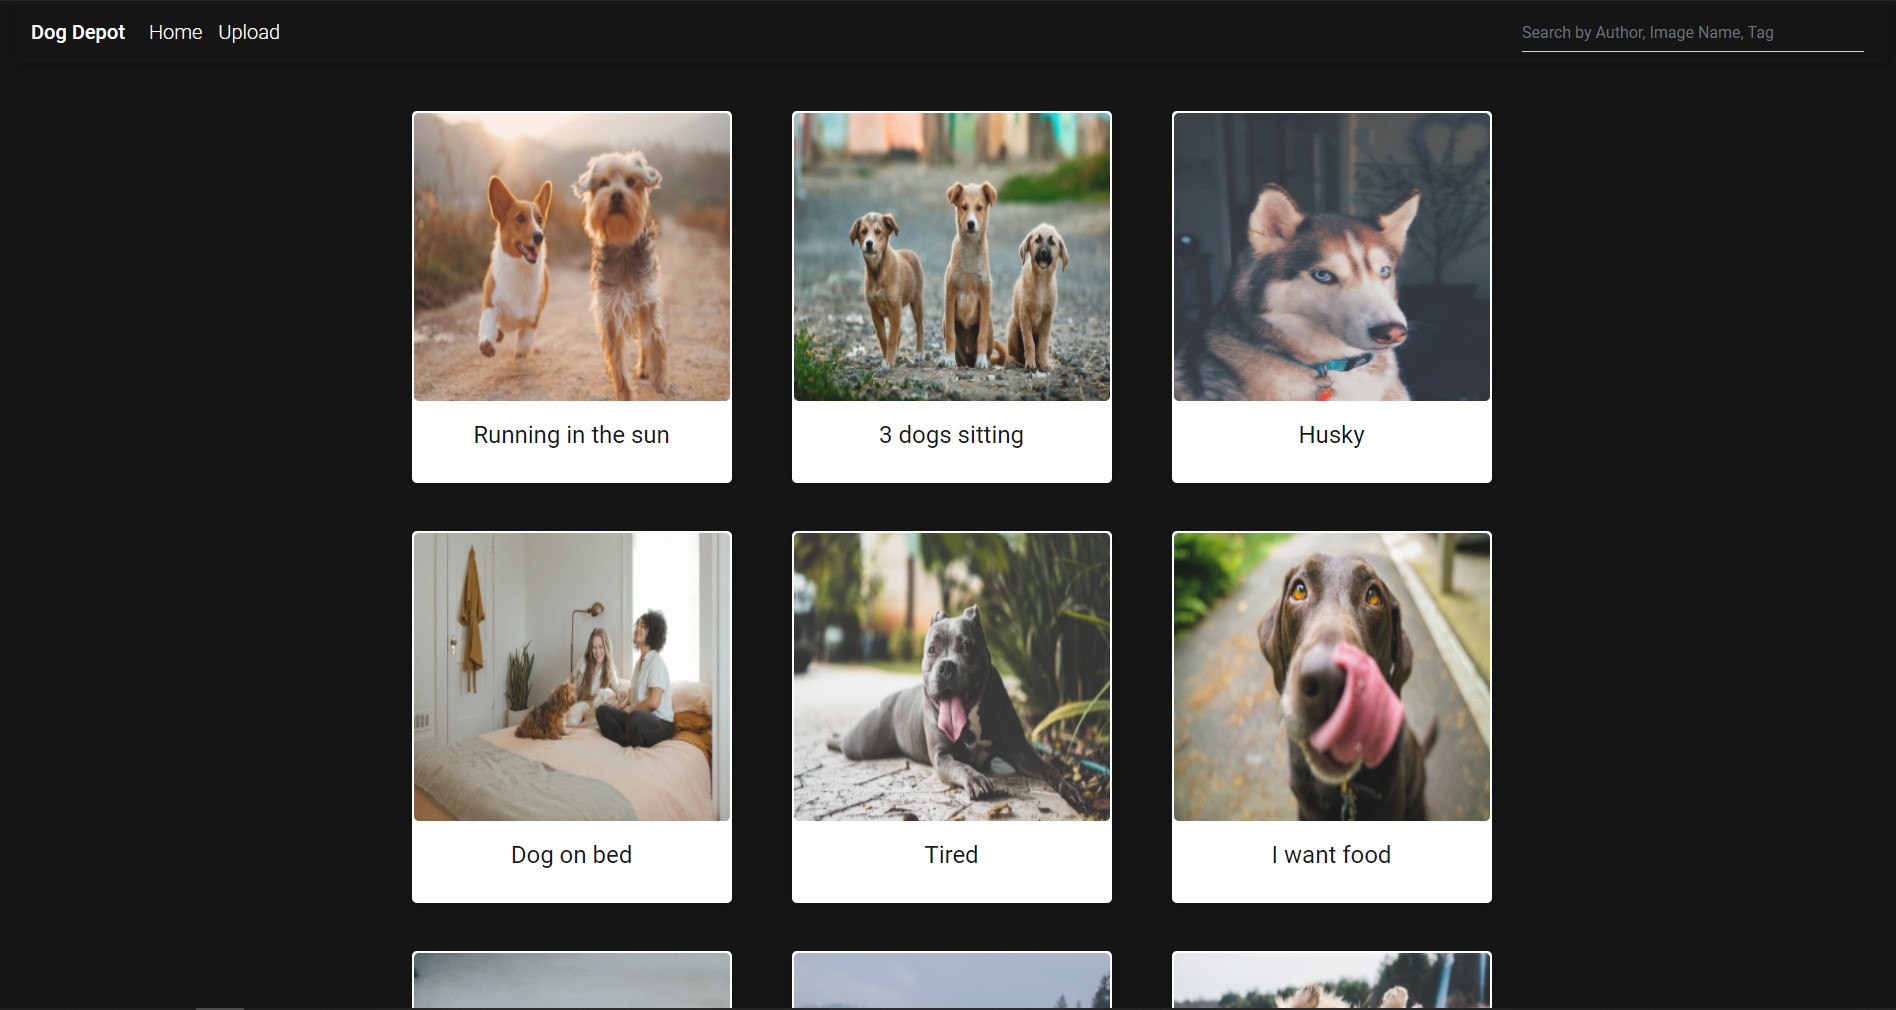 Dog Depot Home Upload Search by Author, Image Name, Tag
Running in the sun
3 dogs sitting
Husky
Dog on bed
Tired
I want food